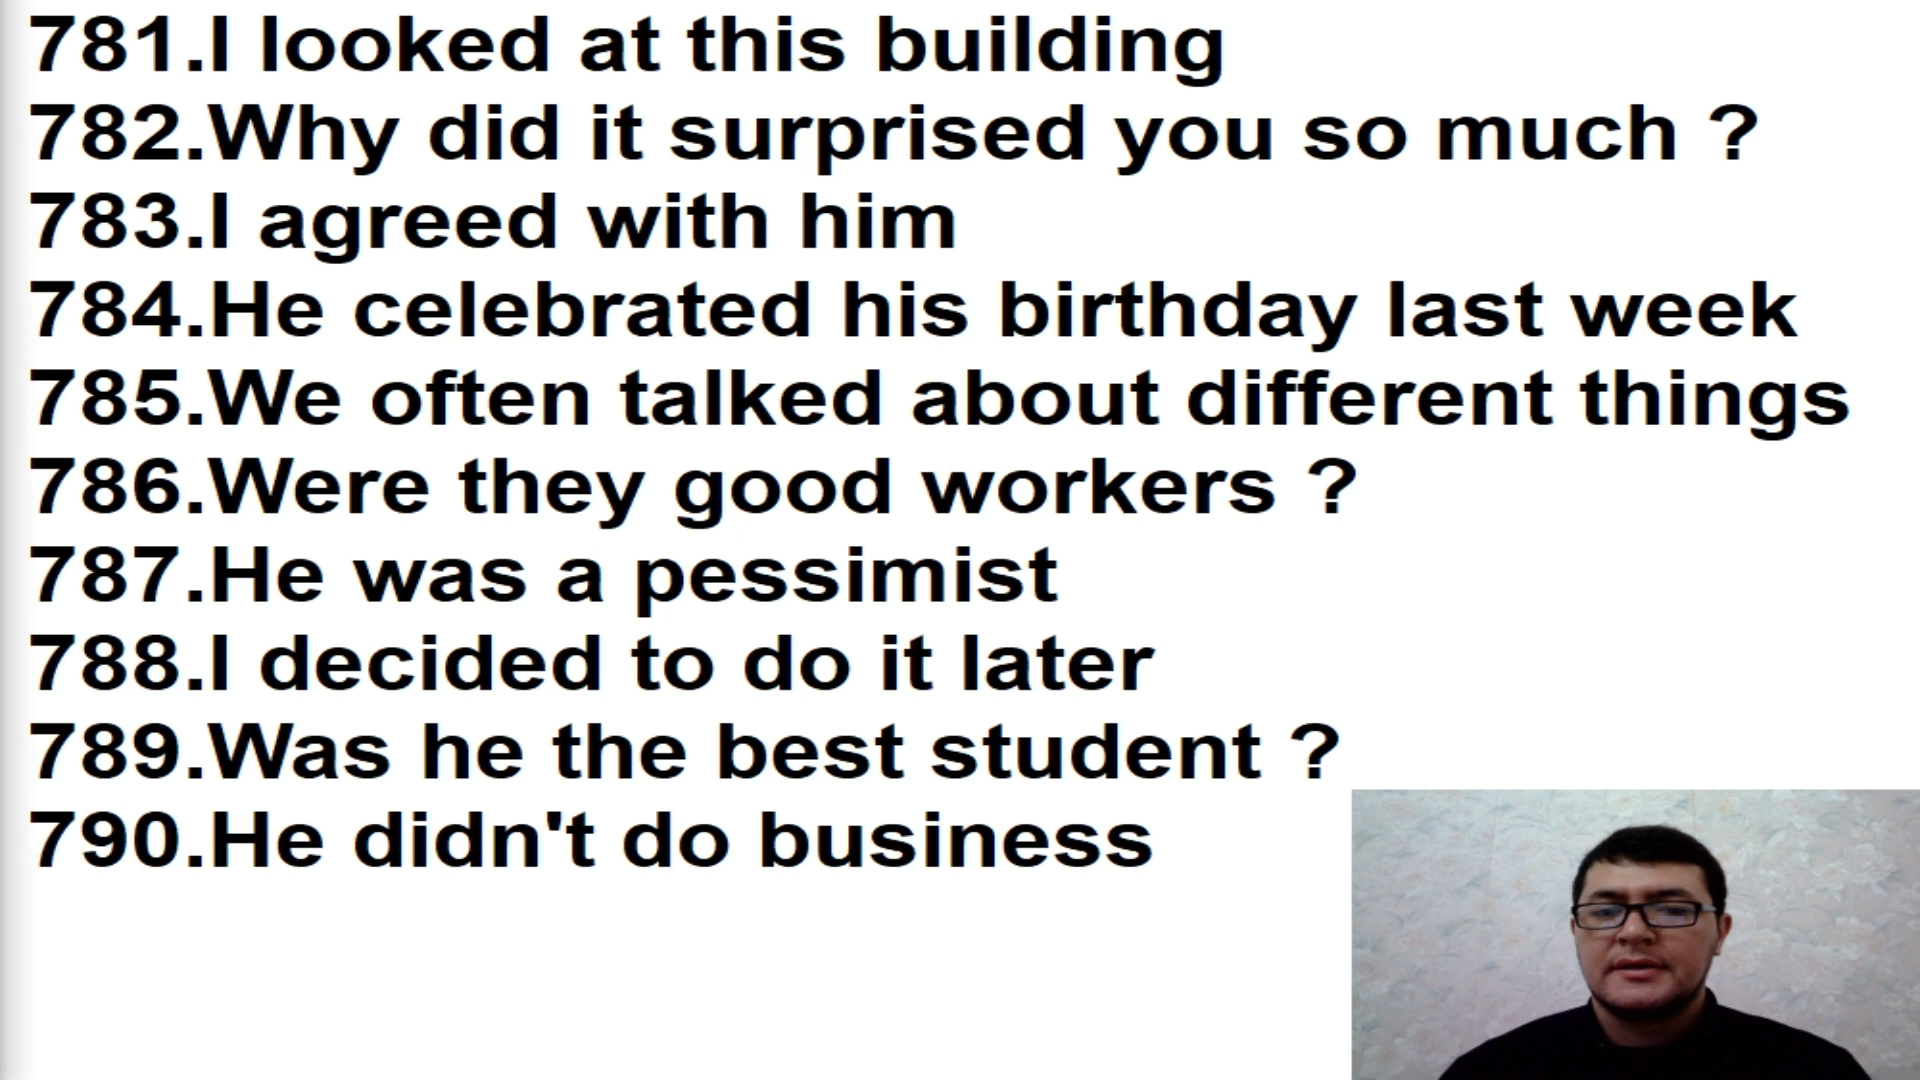 781.I looked at this building
782.Why did it surprised you so much ?
783.I agreed with him
784.He celebrated his birthday last week
785.We often talked about different things
786.Were they good workers ?
787.He was a pessimist
788.I decided to do it later
789.Was he the best student ?
790.He didn't do business